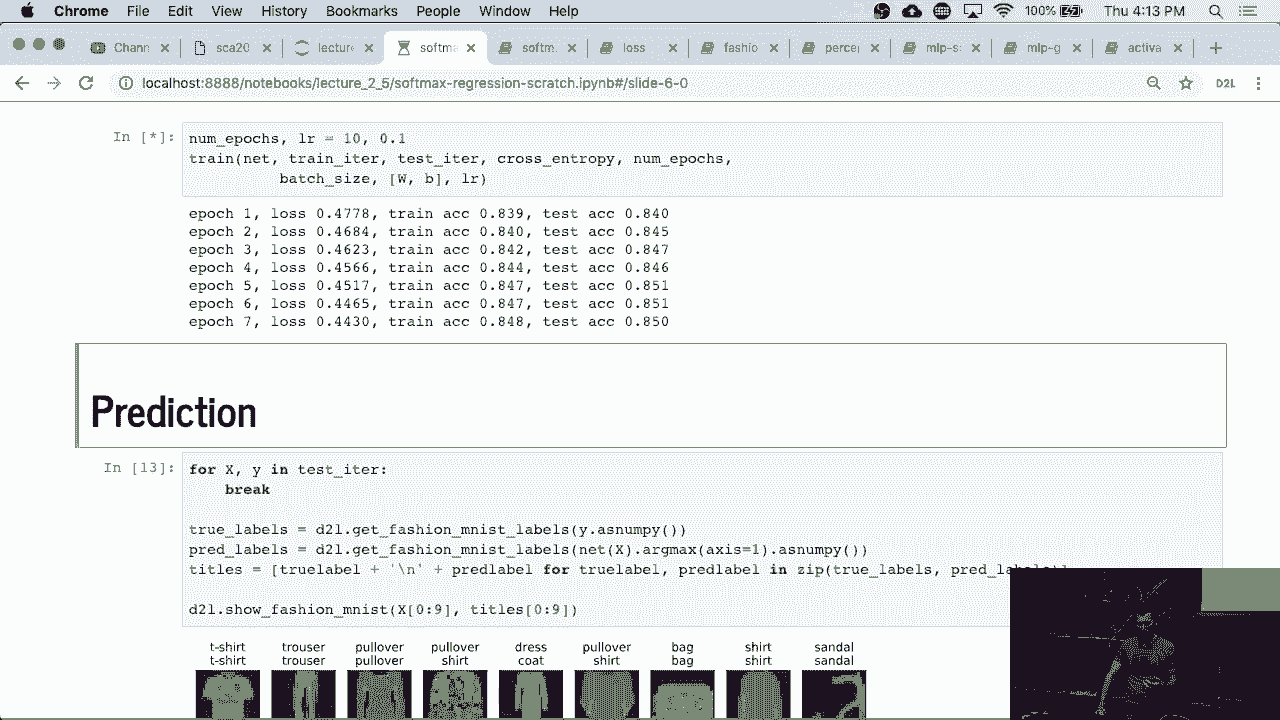 Chrome File Edit View History Bookmarks People Window Help 100% Thu 4:13 PM
Chann sca20 lecture softma softm. loss fashio percep mlp-s mlp-g activa
localhost:8888/notebooks/lecture_2_5/softmax-regression-scratch.ipynb#/slide-6-0 D2L
In [*]: num_epochs, lr = 10, 0.1
train(net, train_iter, test_iter, cross_entropy, num_epochs,
batch_size, [W, b], lr)
epoch 1, loss 0.4778, train acc 0.839, test acc 0.840
epoch 2, loss 0.4684, train acc 0.840, test acc 0.845
epoch 3, loss 0.4623, train acc 0.842, test acc 0.847
epoch 4, loss 0.4566, train acc 0.844, test acc 0.846
epoch 5, loss 0.4517, train acc 0.847, test acc 0.851
epoch 6, loss 0.4465, train acc 0.847, test acc 0.851
epoch 7, loss 0.4430, train acc 0.848, test acc 0.850
Prediction
In [13]: for X, y in test_iter:
break
true_labels = d2l.get_fashion_mnist_labels(y.asnumpy())
pred_labels = d2l.get_fashion_mnist_labels(net(X).argmax(axis=1).asnumpy())
titles = [truelabel + '\n' + predlabel for truelabel, predlabel in zip(true_labels, pred_labels)]
d2l.show_fashion_mnist(X[0:9], titles[0:9])
t-shirt trouser pullover pullover dress pullover bag shirt sandal
t-shirt trouser pullover shirt coat shirt bag shirt sandal